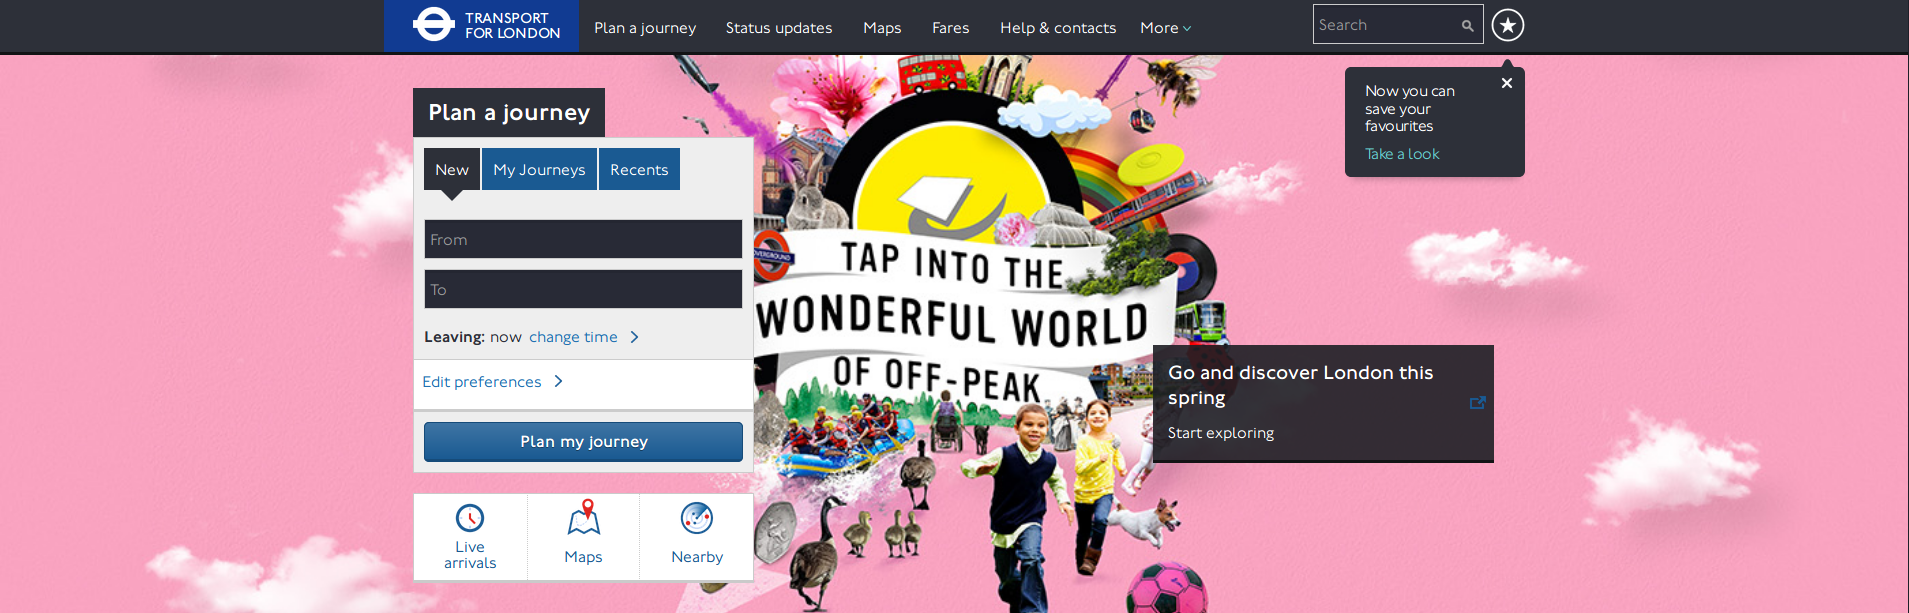 TRANSPORT
FOR LONDON
Plan a journey
Status updates
Maps
Fares
Help & contacts
More
Search
Now you can
save your
favourites
Take a look
Plan a journey
New
My Journeys
Recents
From
To
Leaving: now change time
Edit preferences
Plan my journey
Live
arrivals
Maps
Nearby
OVERGROUND
TAP INTO THE
WONDERFUL WORLD
OF OFF-PEAK
Go and discover London this
spring
Start exploring